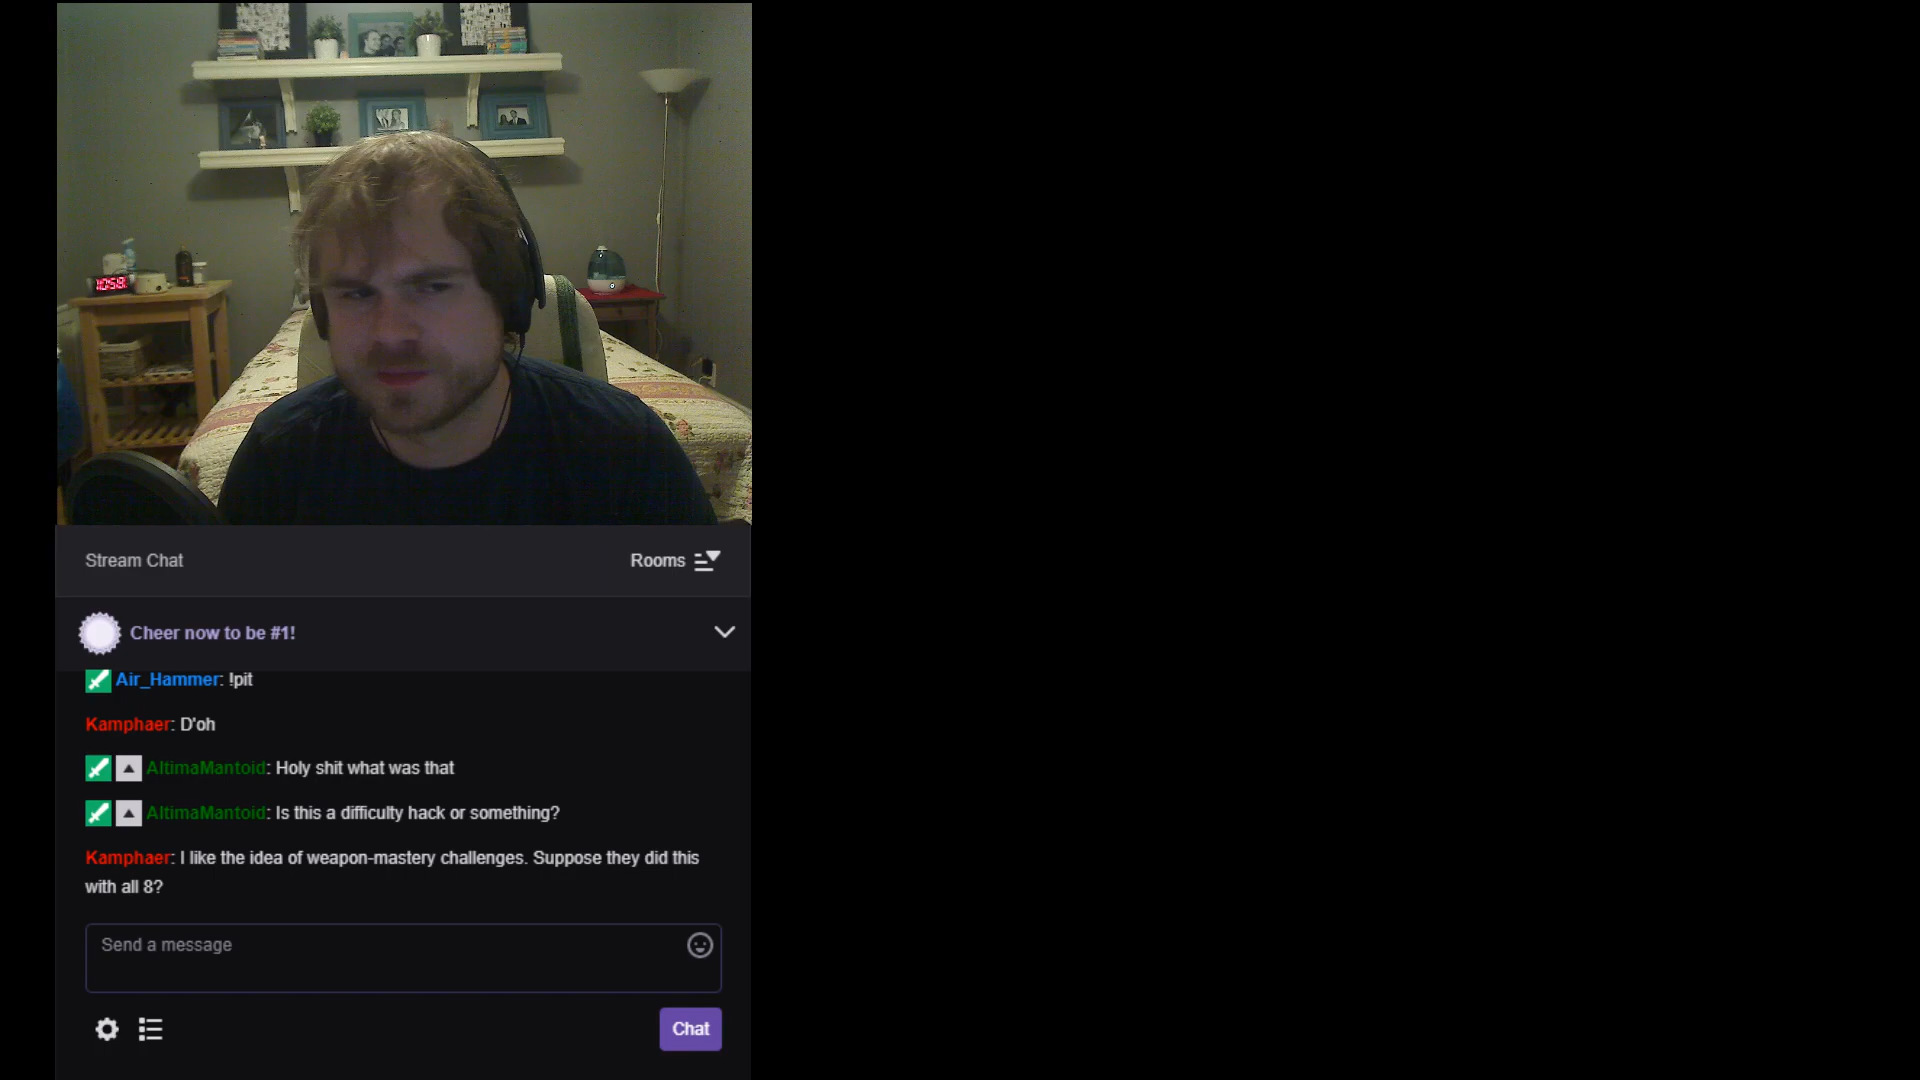 10:58
Stream Chat
Rooms
Cheer now to be #1!
Air_Hammer: !pit
Kamphaer: D'oh
AltimaMantoid: Holy shit what was that
AltimaMantoid: Is this a difficulty hack or something?
Kamphaer: I like the idea of weapon-mastery challenges. Suppose they did this
with all 8?
Send a message
Chat